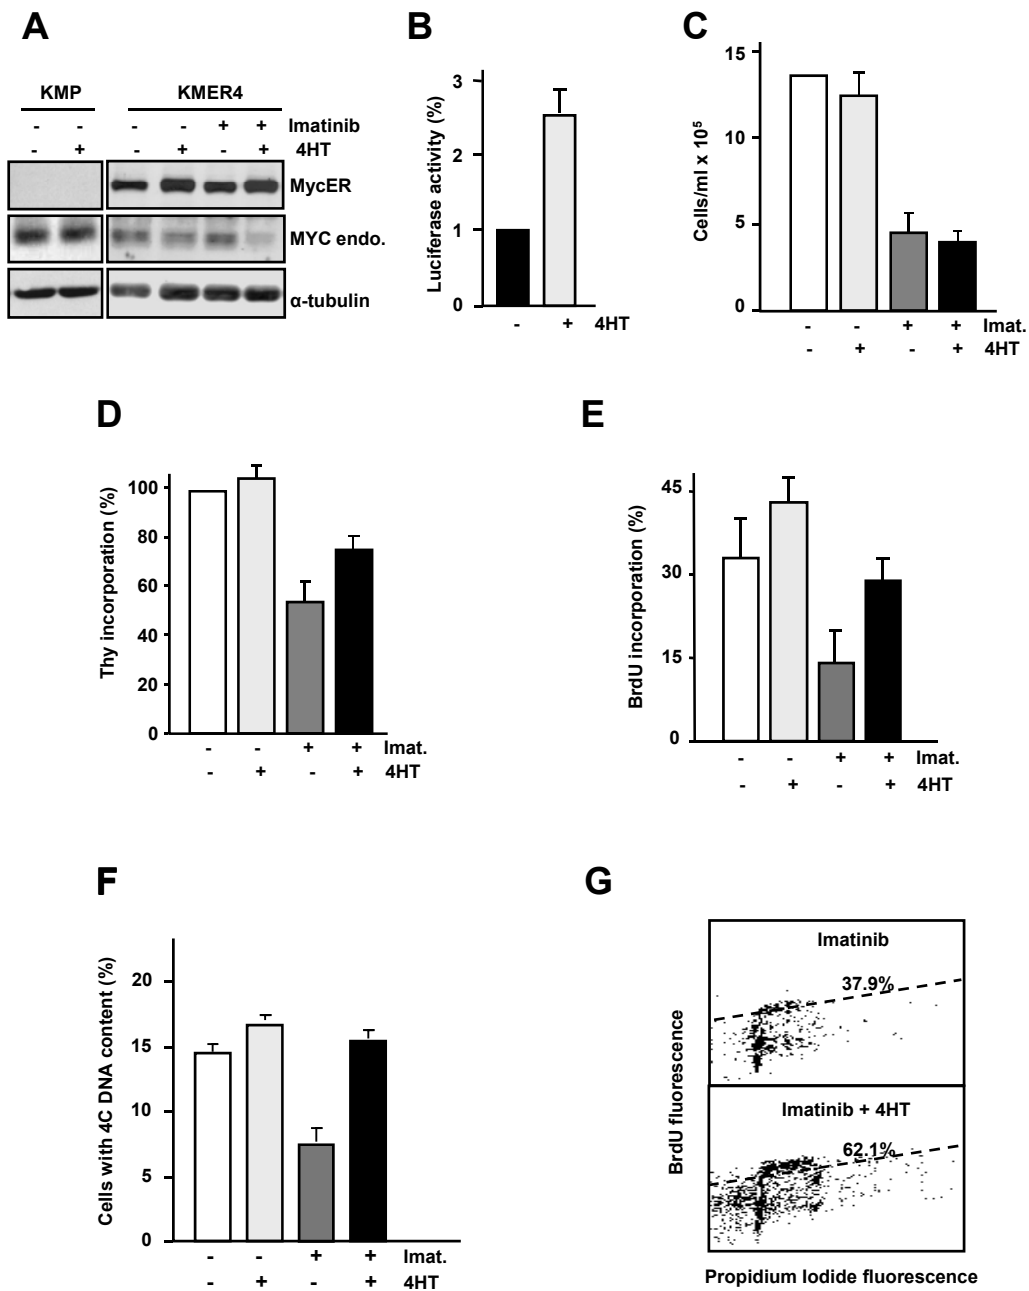 A
KMP KMER4
- - - - + + Imatinib
- + - + - + 4HT
MycER
MYC endo.
α-tubulin
B
Luciferase activity (%)
3
2
1
0
- + 4HT
C
Cells/ml x 10⁵
15
10
5
0
- - + + Imat.
- + - + 4HT
D
Thy incorporation (%)
100
80
60
40
20
0
- - + + Imat.
- + - + 4HT
E
BrdU incorporation (%)
45
30
15
0
- - + + Imat.
- + - + 4HT
F
Cells with 4C DNA content (%)
20
15
10
5
0
- - + + Imat.
- + - + 4HT
G
BrdU fluorescence
Imatinib
37.9%
Imatinib + 4HT
62.1%
Propidium Iodide fluorescence